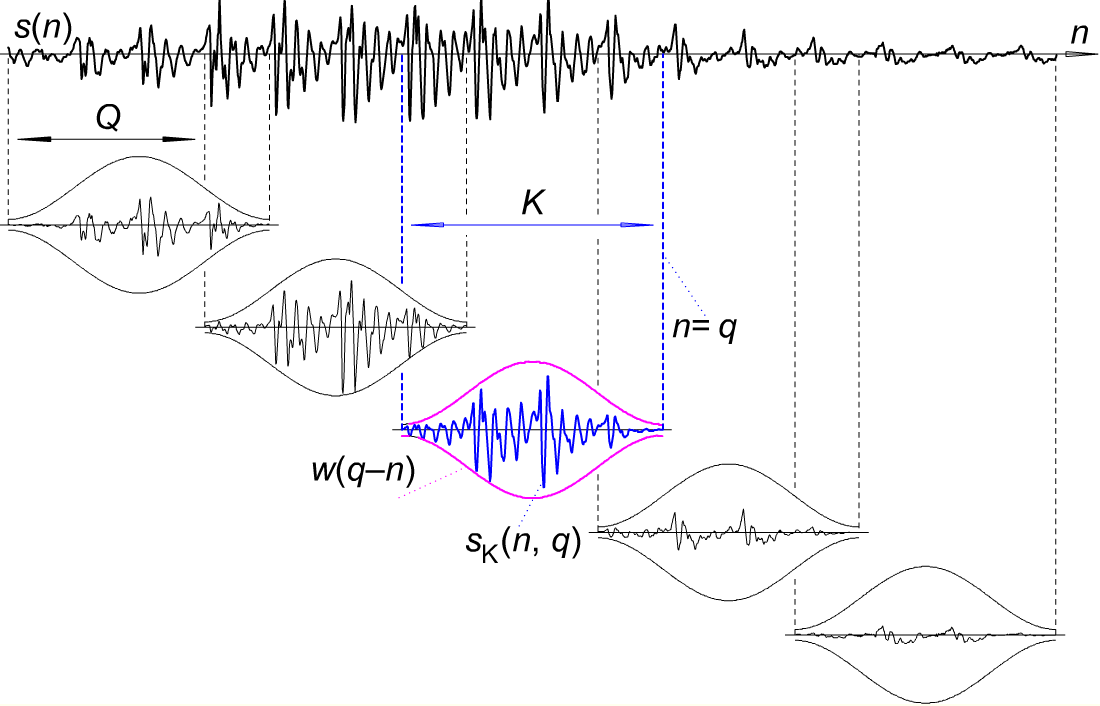 s(n)
n
Q
K
n= q
w(q–n)
sK(n, q)